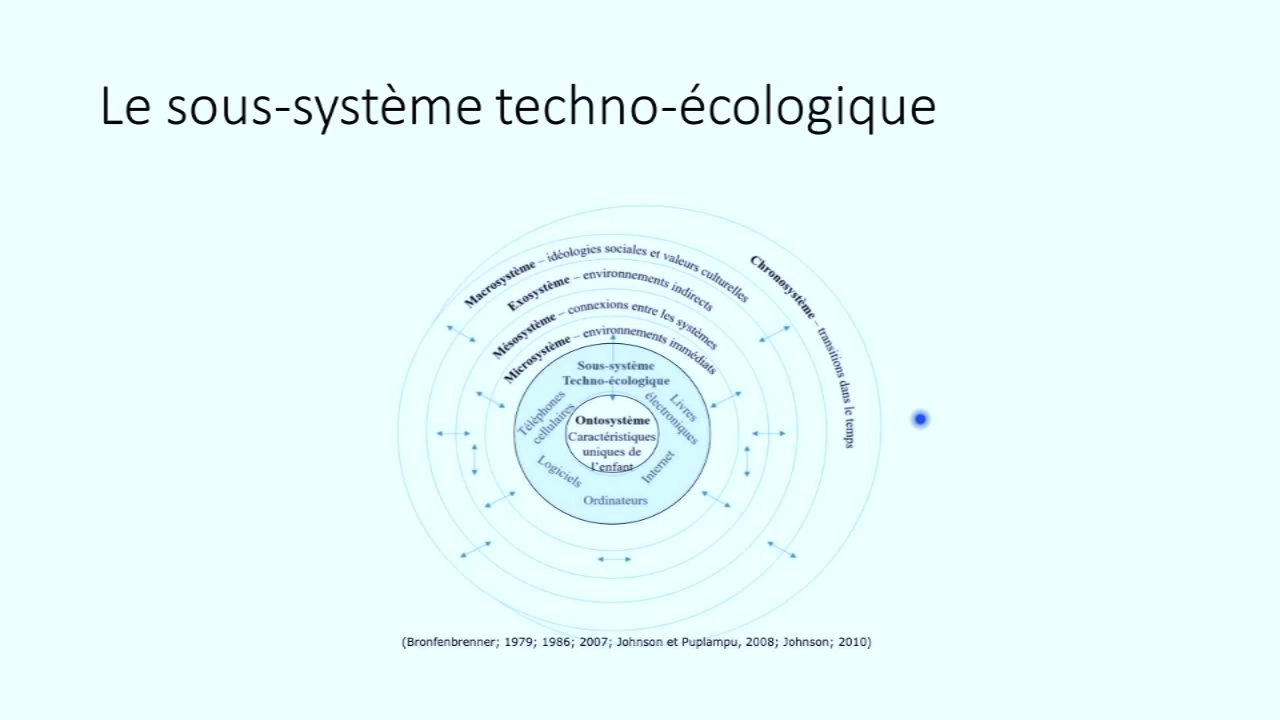 Le sous-système techno-écologique
Macrosystème – idéologies sociales et valeurs culturelles
Exosystème – environnements indirects
Mésosystème – connexions entre les systèmes
Microsystème – environnements immédiats
Chronosystème – transitions dans le temps
Sous-système
Techno-écologique
Téléphones
cellulaires
Livres
électroniques
Ontosystème
Caractéristiques
uniques de
l'enfant
Logiciels
Internet
Ordinateurs
(Bronfenbrenner; 1979; 1986; 2007; Johnson et Puplampu, 2008; Johnson; 2010)